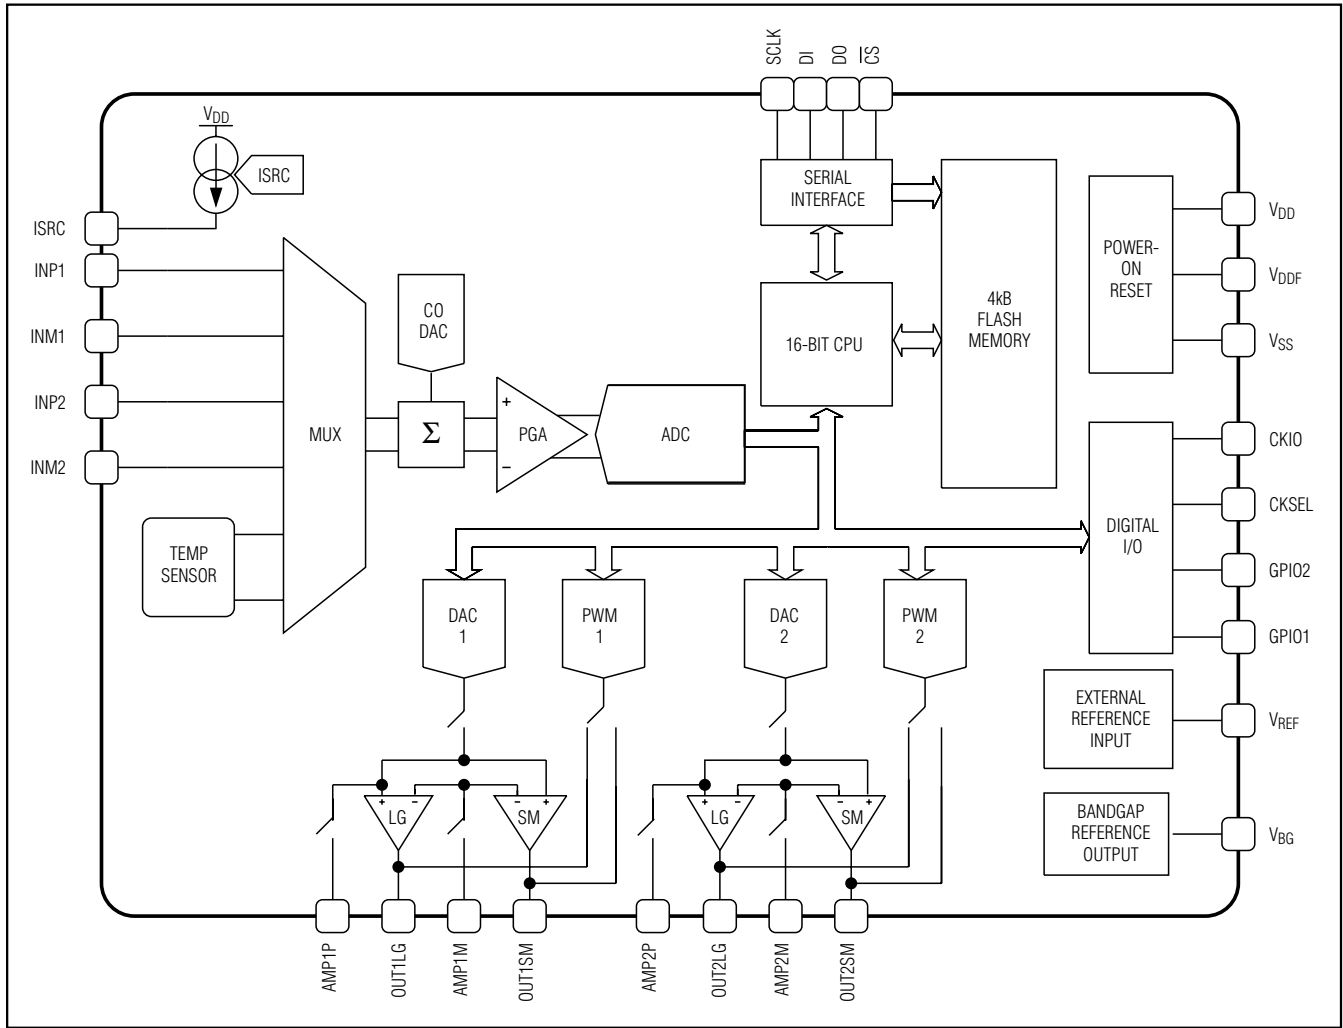 SCLK
DI
DO
CS
VDD
ISRC
SERIAL
INTERFACE
ISRC
INP1
INM1
INP2
INM2
VDD
VDDF
VSS
POWER-
ON
RESET
CO
DAC
16-BIT CPU
4kB
FLASH
MEMORY
MUX
Σ
+
−
PGA
ADC
CKIO
CKSEL
GPIO2
GPIO1
DIGITAL
I/O
TEMP
SENSOR
DAC
1
PWM
1
DAC
2
PWM
2
EXTERNAL
REFERENCE
INPUT
VREF
BANDGAP
REFERENCE
OUTPUT
VBG
+ −
LG
− +
SM
+ −
LG
− +
SM
AMP1P
OUT1LG
AMP1M
OUT1SM
AMP2P
OUT2LG
AMP2M
OUT2SM